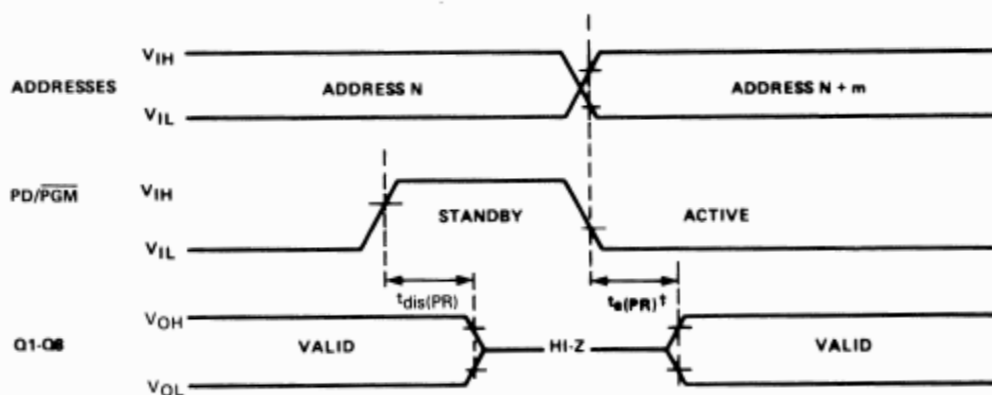 VIH
ADDRESSES ADDRESS N ADDRESS N + m
VIL
PD/PGM VIH STANDBY ACTIVE
VIL
tdis(PR) ta(PR)†
VOH
Q1-Q8 VALID HI-Z VALID
VOL